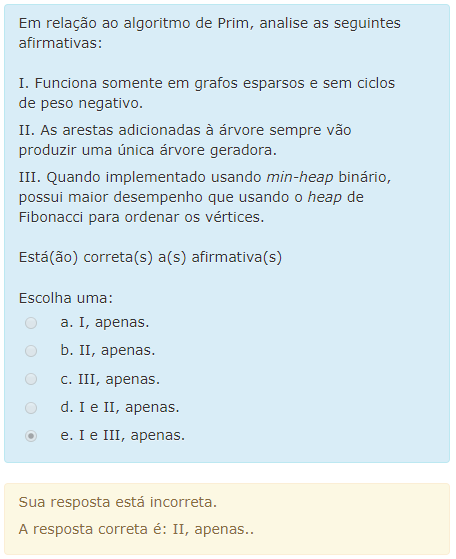 Em relação ao algoritmo de Prim, analise as seguintes
afirmativas:
I. Funciona somente em grafos esparsos e sem ciclos
de peso negativo.
II. As arestas adicionadas à árvore sempre vão
produzir uma única árvore geradora.
III. Quando implementado usando min-heap binário,
possui maior desempenho que usando o heap de
Fibonacci para ordenar os vértices.
Está(ão) correta(s) a(s) afirmativa(s)
Escolha uma:
a. I, apenas.
b. II, apenas.
c. III, apenas.
d. I e II, apenas.
e. I e III, apenas.
Sua resposta está incorreta.
A resposta correta é: II, apenas..